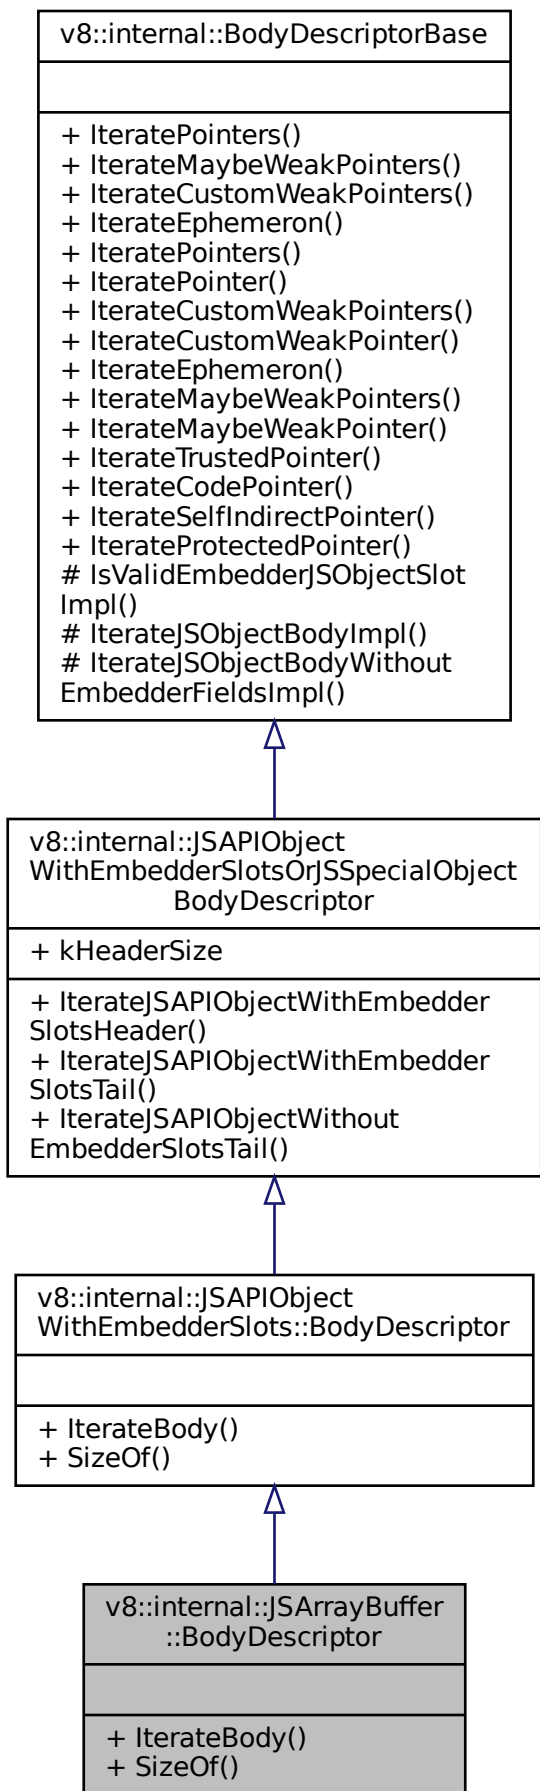 v8::internal::BodyDescriptorBase
+ IteratePointers()
+ IterateMaybeWeakPointers()
+ IterateCustomWeakPointers()
+ IterateEphemeron()
+ IteratePointers()
+ IteratePointer()
+ IterateCustomWeakPointers()
+ IterateCustomWeakPointer()
+ IterateEphemeron()
+ IterateMaybeWeakPointers()
+ IterateMaybeWeakPointer()
+ IterateTrustedPointer()
+ IterateCodePointer()
+ IterateSelfIndirectPointer()
+ IterateProtectedPointer()
# IsValidEmbedderJSObjectSlot
Impl()
# IterateJSObjectBodyImpl()
# IterateJSObjectBodyWithout
EmbedderFieldsImpl()
v8::internal::JSAPIObject
WithEmbedderSlotsOrJSSpecialObject
BodyDescriptor
+ kHeaderSize
+ IterateJSAPIObjectWithEmbedder
SlotsHeader()
+ IterateJSAPIObjectWithEmbedder
SlotsTail()
+ IterateJSAPIObjectWithout
EmbedderSlotsTail()
v8::internal::JSAPIObject
WithEmbedderSlots::BodyDescriptor
+ IterateBody()
+ SizeOf()
v8::internal::JSArrayBuffer
::BodyDescriptor
+ IterateBody()
+ SizeOf()